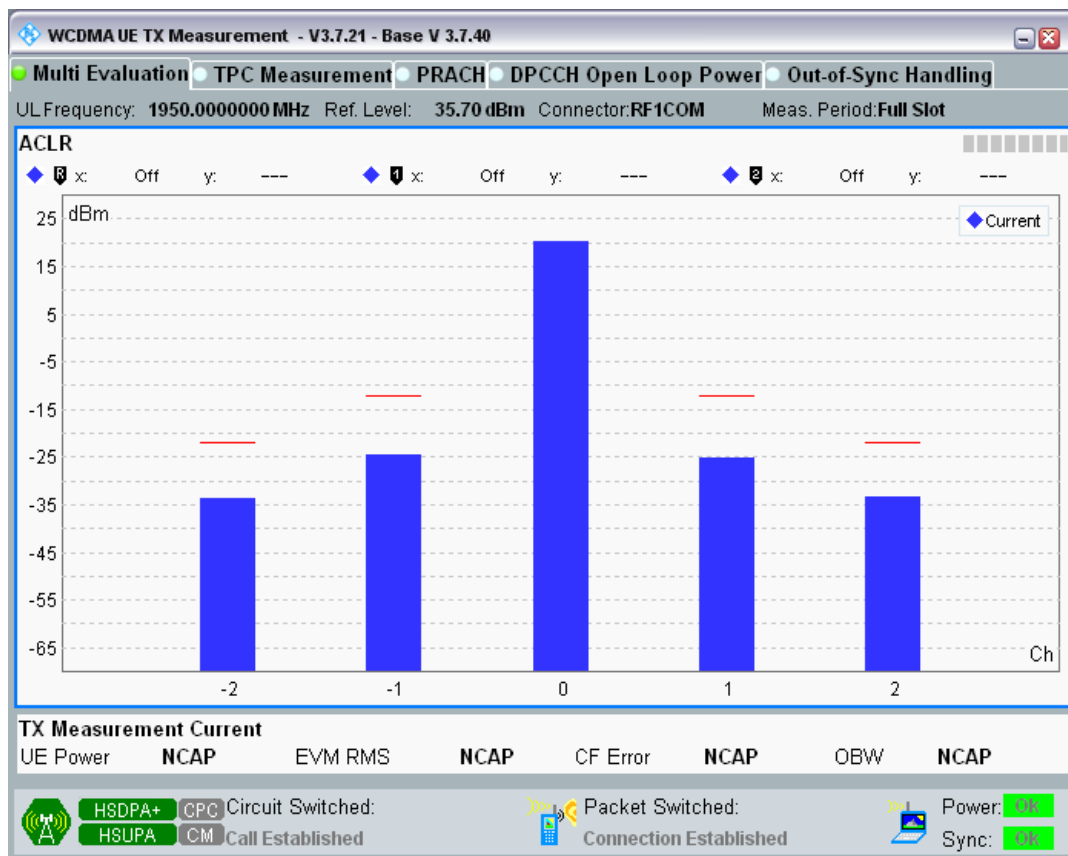 WCDMA UE TX Measurement - V3.7.21 - Base V 3.7.40
Multi Evaluation TPC Measurement PRACH DPCCH Open Loop Power Out-of-Sync Handling
UL Frequency: 1950.0000000 MHz Ref. Level: 35.70 dBm Connector:RF1COM Meas. Period:Full Slot
ACLR
R x: Off y: --- 1 x: Off y: --- 2 x: Off y: ---
dBm
Current
25
15
5
-5
-15
-25
-35
-45
-55
-65
Ch
-2 -1 0 1 2
TX Measurement Current
UE Power NCAP EVM RMS NCAP CF Error NCAP OBW NCAP
HSDPA+ CPC Circuit Switched: Packet Switched: Power: OK
HSUPA CM Call Established Connection Established Sync: OK